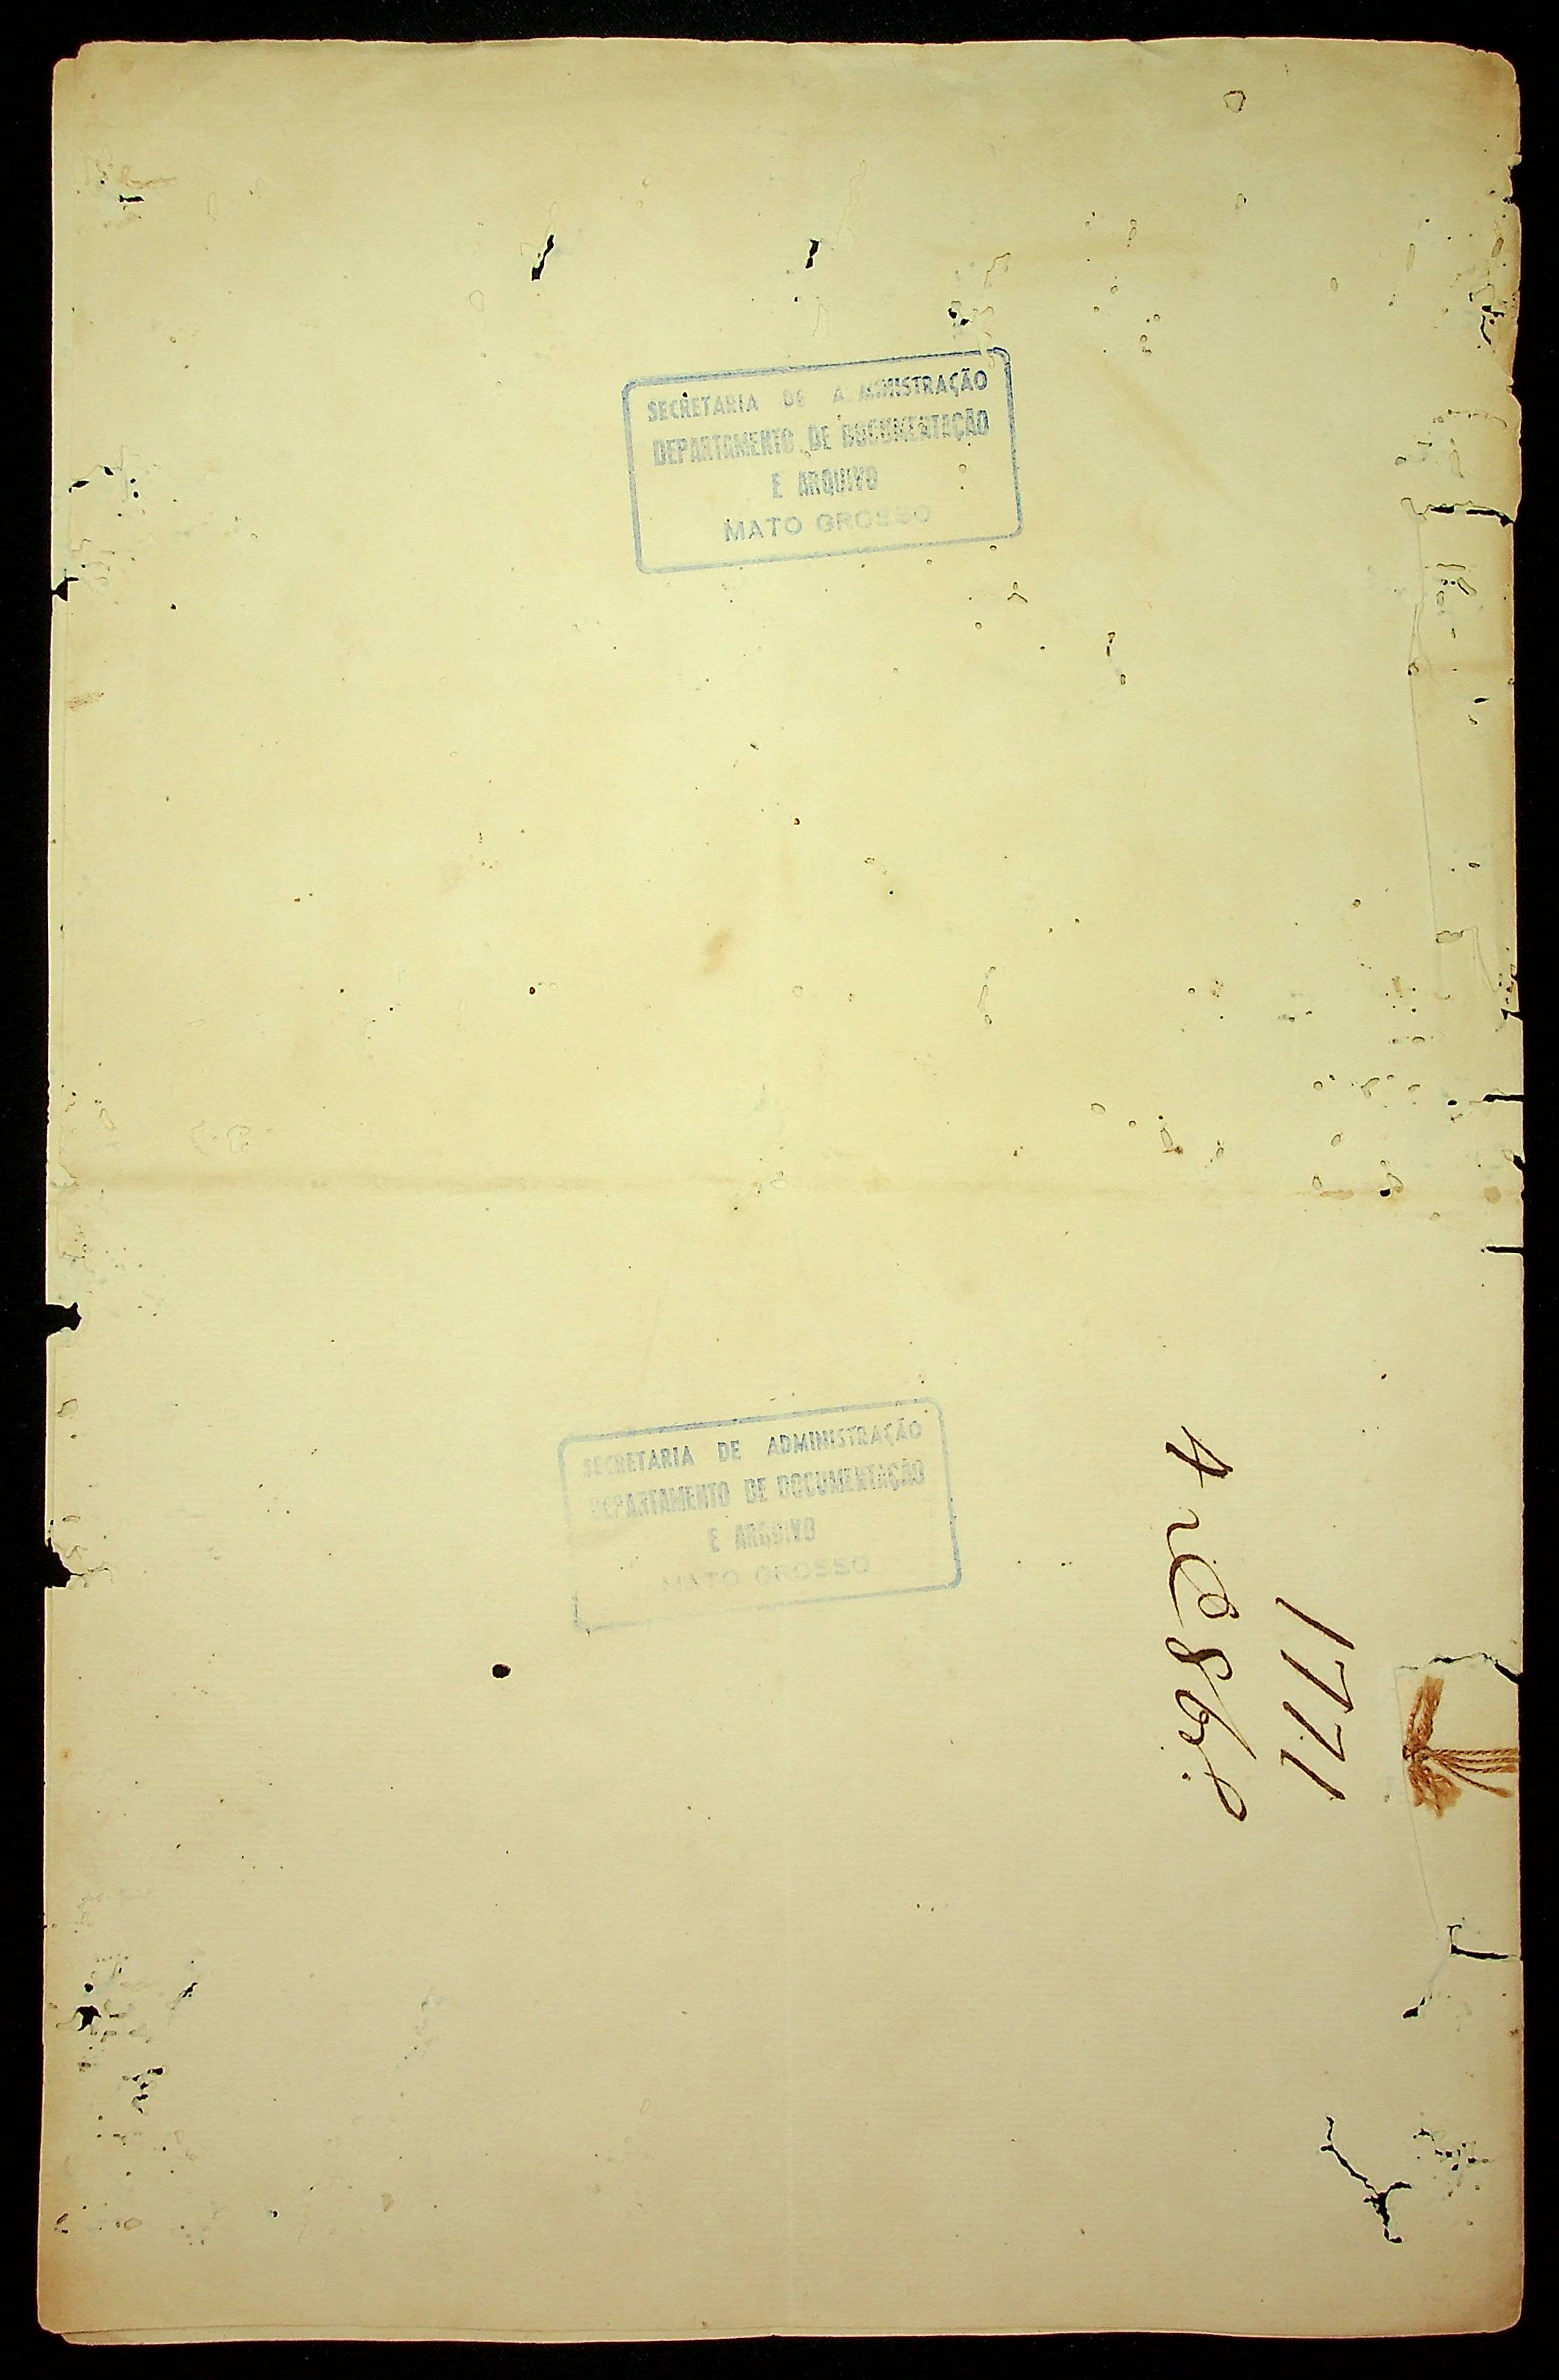 SECRETARIA DE ADMINISTRAÇÃO
DEPARTAMENTO DE DOCUMENTAÇÃO
E ARQUIVO
MATO GROSSO
SECRETARIA DE ADMINISTRAÇÃO
DEPARTAMENTO DE DOCUMENTAÇÃO
E ARQUIVO
MATO GROSSO
1771